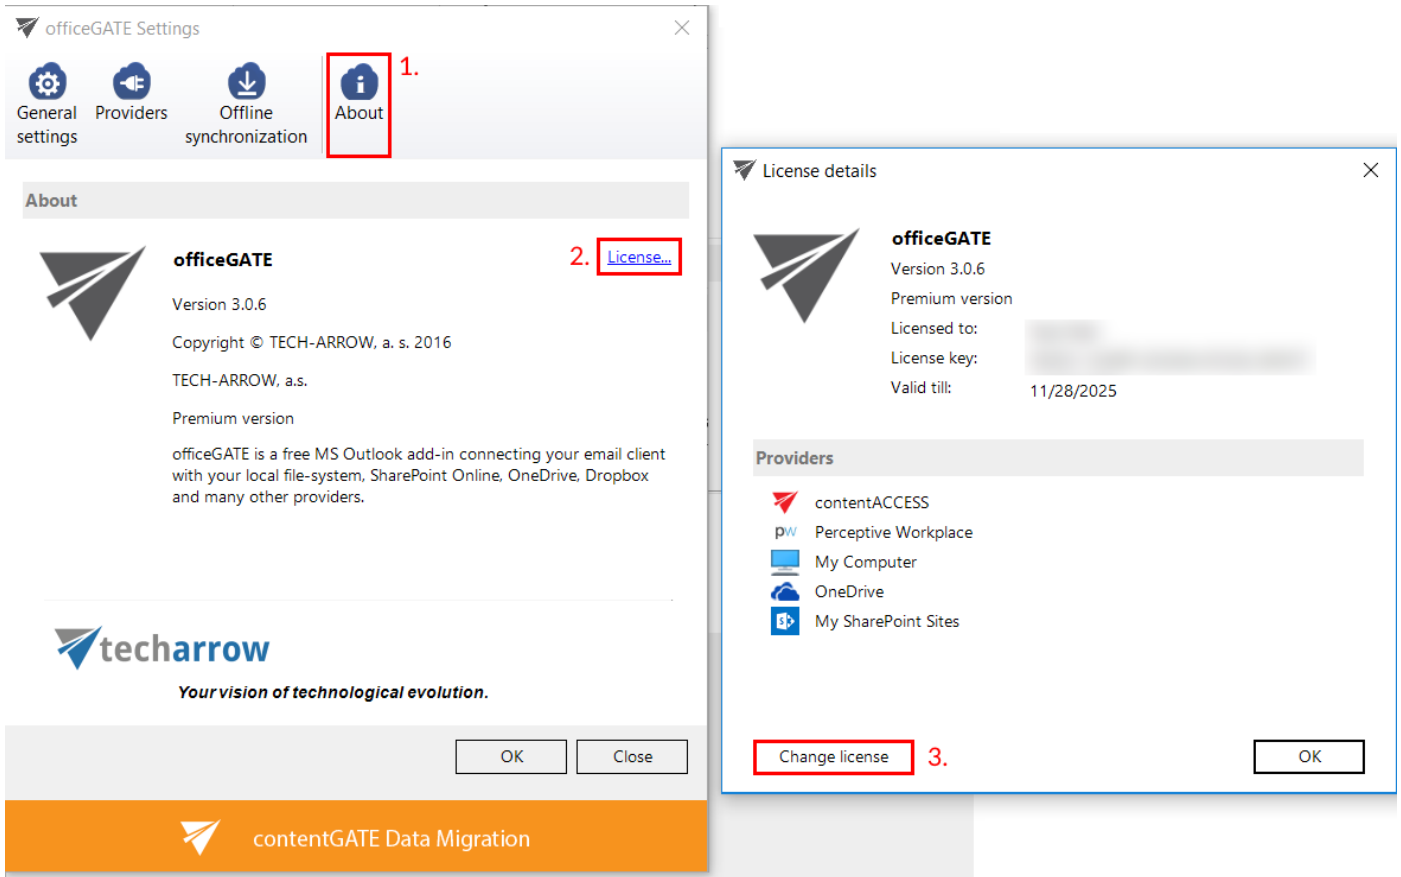 officeGATE Settings
General settings
Providers
Offline synchronization
About
1.
About
officeGATE
2.
License...
Version 3.0.6
Copyright © TECH-ARROW, a. s. 2016
TECH-ARROW, a.s.
Premium version
officeGATE is a free MS Outlook add-in connecting your email client
with your local file-system, SharePoint Online, OneDrive, Dropbox
and many other providers.
techarrow
Your vision of technological evolution.
OK
Close
contentGATE Data Migration
License details
officeGATE
Version 3.0.6
Premium version
Licensed to:
License key:
Valid till: 11/28/2025
Providers
contentACCESS
pw Perceptive Workplace
My Computer
OneDrive
S My SharePoint Sites
Change license
3.
OK